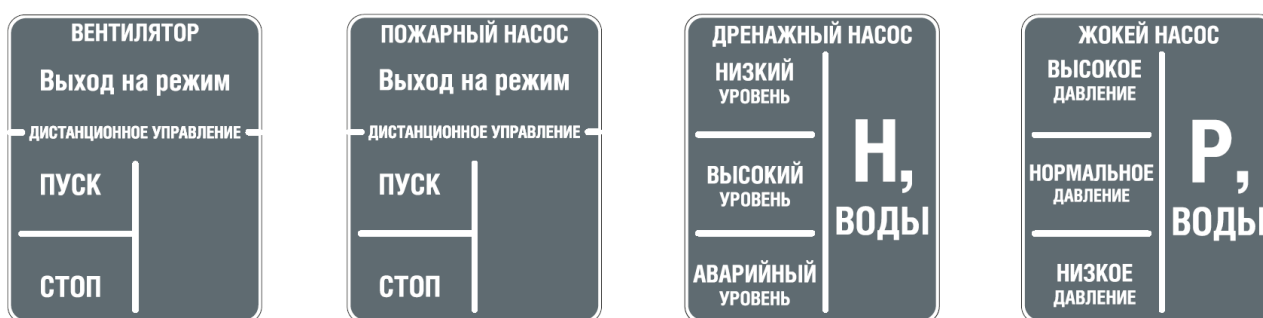 ВЕНТИЛЯТОР
Выход на режим
ДИСТАНЦИОННОЕ УПРАВЛЕНИЕ
ПУСК
СТОП
ПОЖАРНЫЙ НАСОС
Выход на режим
ДИСТАНЦИОННОЕ УПРАВЛЕНИЕ
ПУСК
СТОП
ДРЕНАЖНЫЙ НАСОС
НИЗКИЙ
УРОВЕНЬ
ВЫСОКИЙ
УРОВЕНЬ
АВАРИЙНЫЙ
УРОВЕНЬ
Н,
ВОДЫ
ЖОКЕЙ НАСОС
ВЫСОКОЕ
ДАВЛЕНИЕ
НОРМАЛЬНОЕ
ДАВЛЕНИЕ
НИЗКОЕ
ДАВЛЕНИЕ
Р,
ВОДЫ